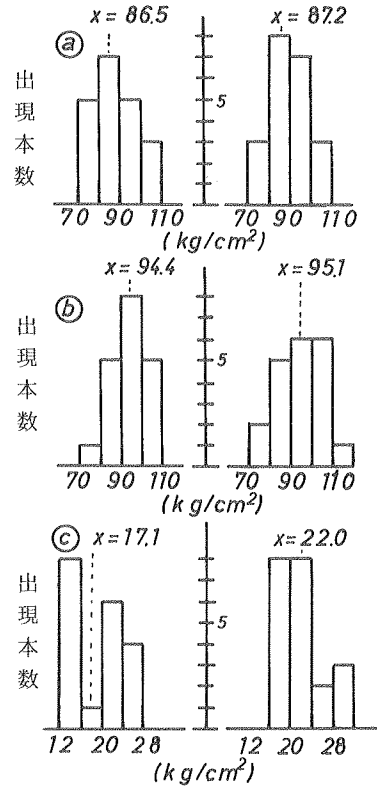 x=86.5 x=87.2
ⓐ
出現本数
5
70 90 110 70 90 110
(kg/cm²)
x=94.4 x=95.1
ⓑ
出現本数
5
70 90 110 70 90 110
(kg/cm²)
ⓒ x=17.1 x=22.0
出現本数
5
12 20 28 12 20 28
(kg/cm²)